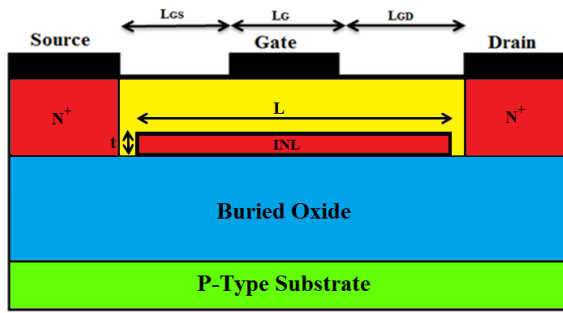 LGS LG LGD
Source Gate Drain
N+ L N+
t INL
Buried Oxide
P-Type Substrate